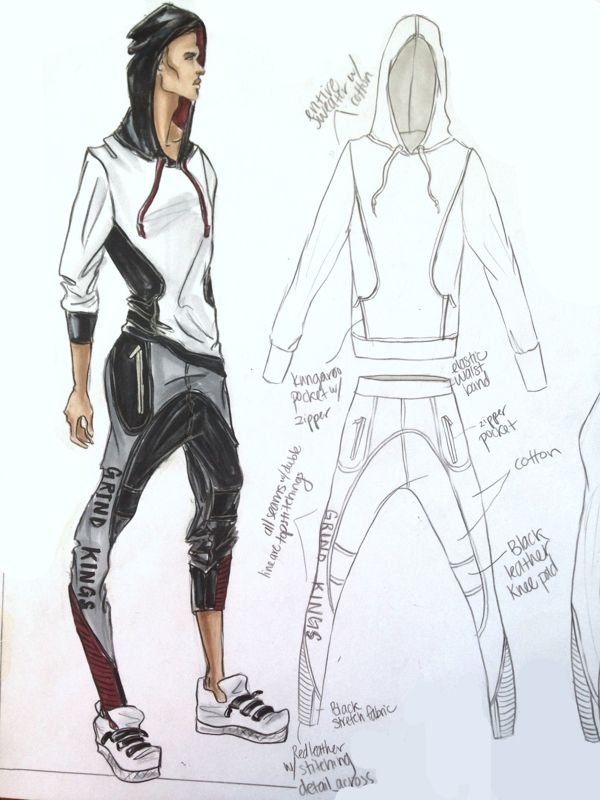 entire
sweater w/
cotton
Kangaroo
pocket w/
zipper
elastic
waist
band
zipper
pocket
cotton
all seams w/ duble
line are topstitchings
GRIND KINGS
GRIND KINGS
Black
leather
Knee pad
Black
stretch fabric
Red leather
w/ stitching
detail across